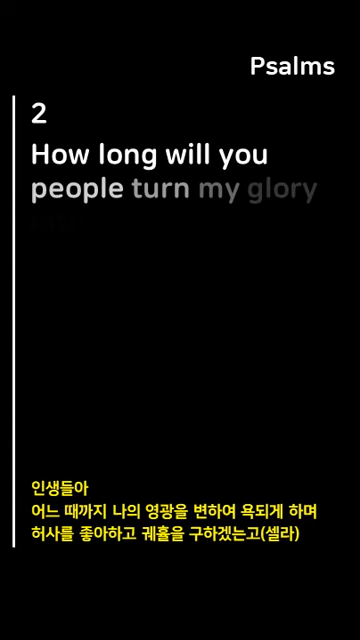 Psalms
2
How long will you
people turn my glory
인생들아
어느 때까지 나의 영광을 변하여 욕되게 하며
허사를 좋아하고 궤휼을 구하겠는고(셀라)